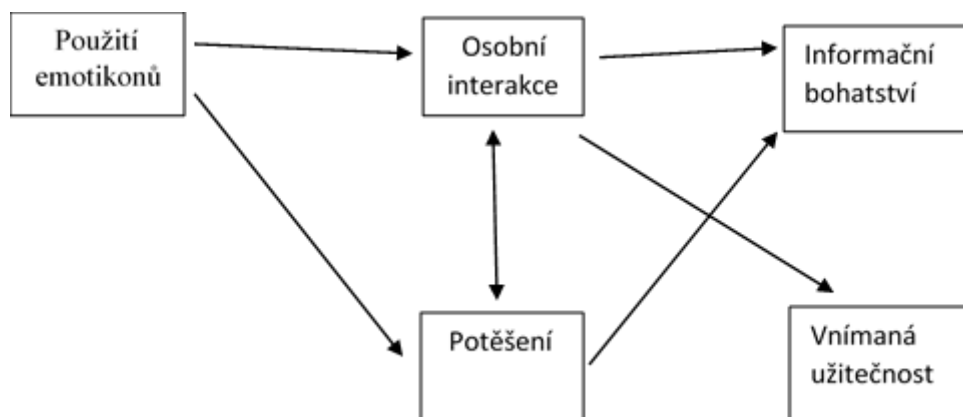 Použití
emotikonů
Osobní
interakce
Informační
bohatství
Potěšení
Vnímaná
užitečnost